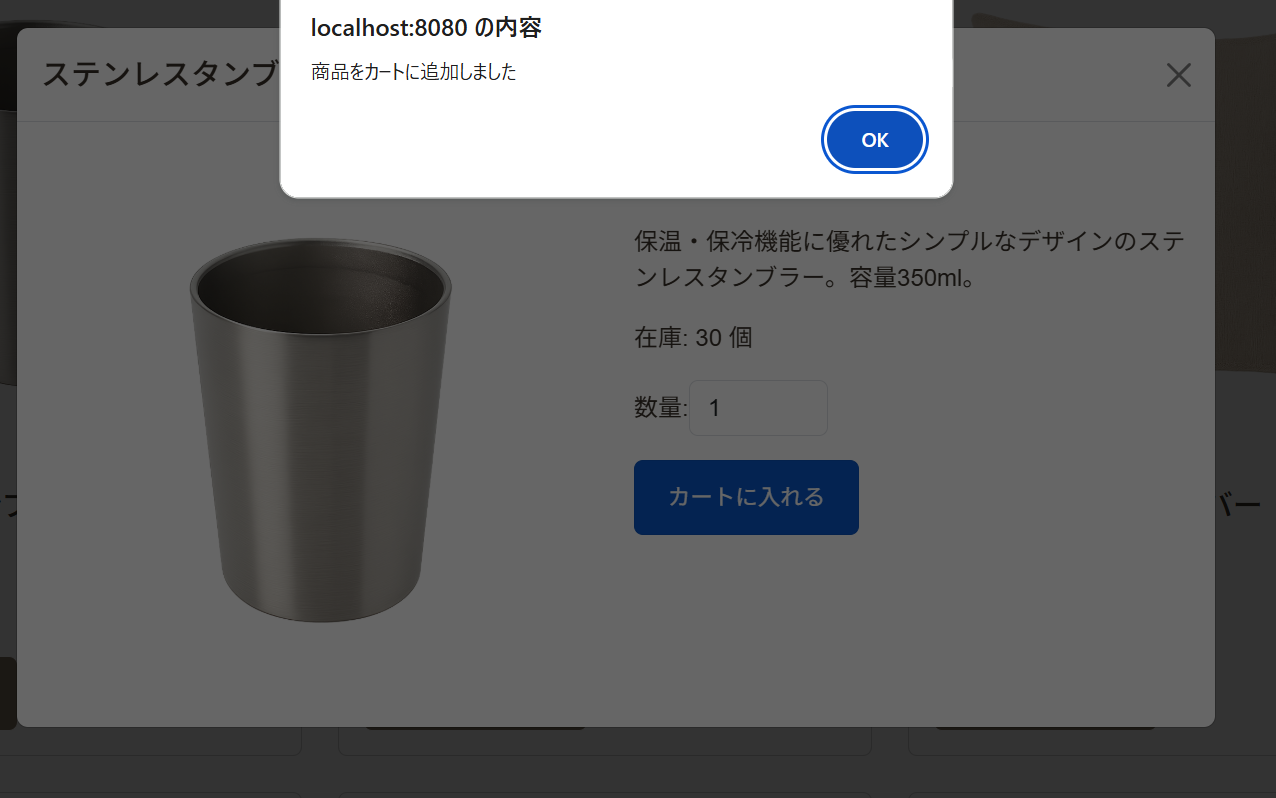 localhost:8080 の内容
商品をカートに追加しました
OK
ステンレスタンブ
保温・保冷機能に優れたシンプルなデザインのステ
ンレスタンブラー。容量350ml。
在庫: 30 個
数量: 1
カートに入れる
バー